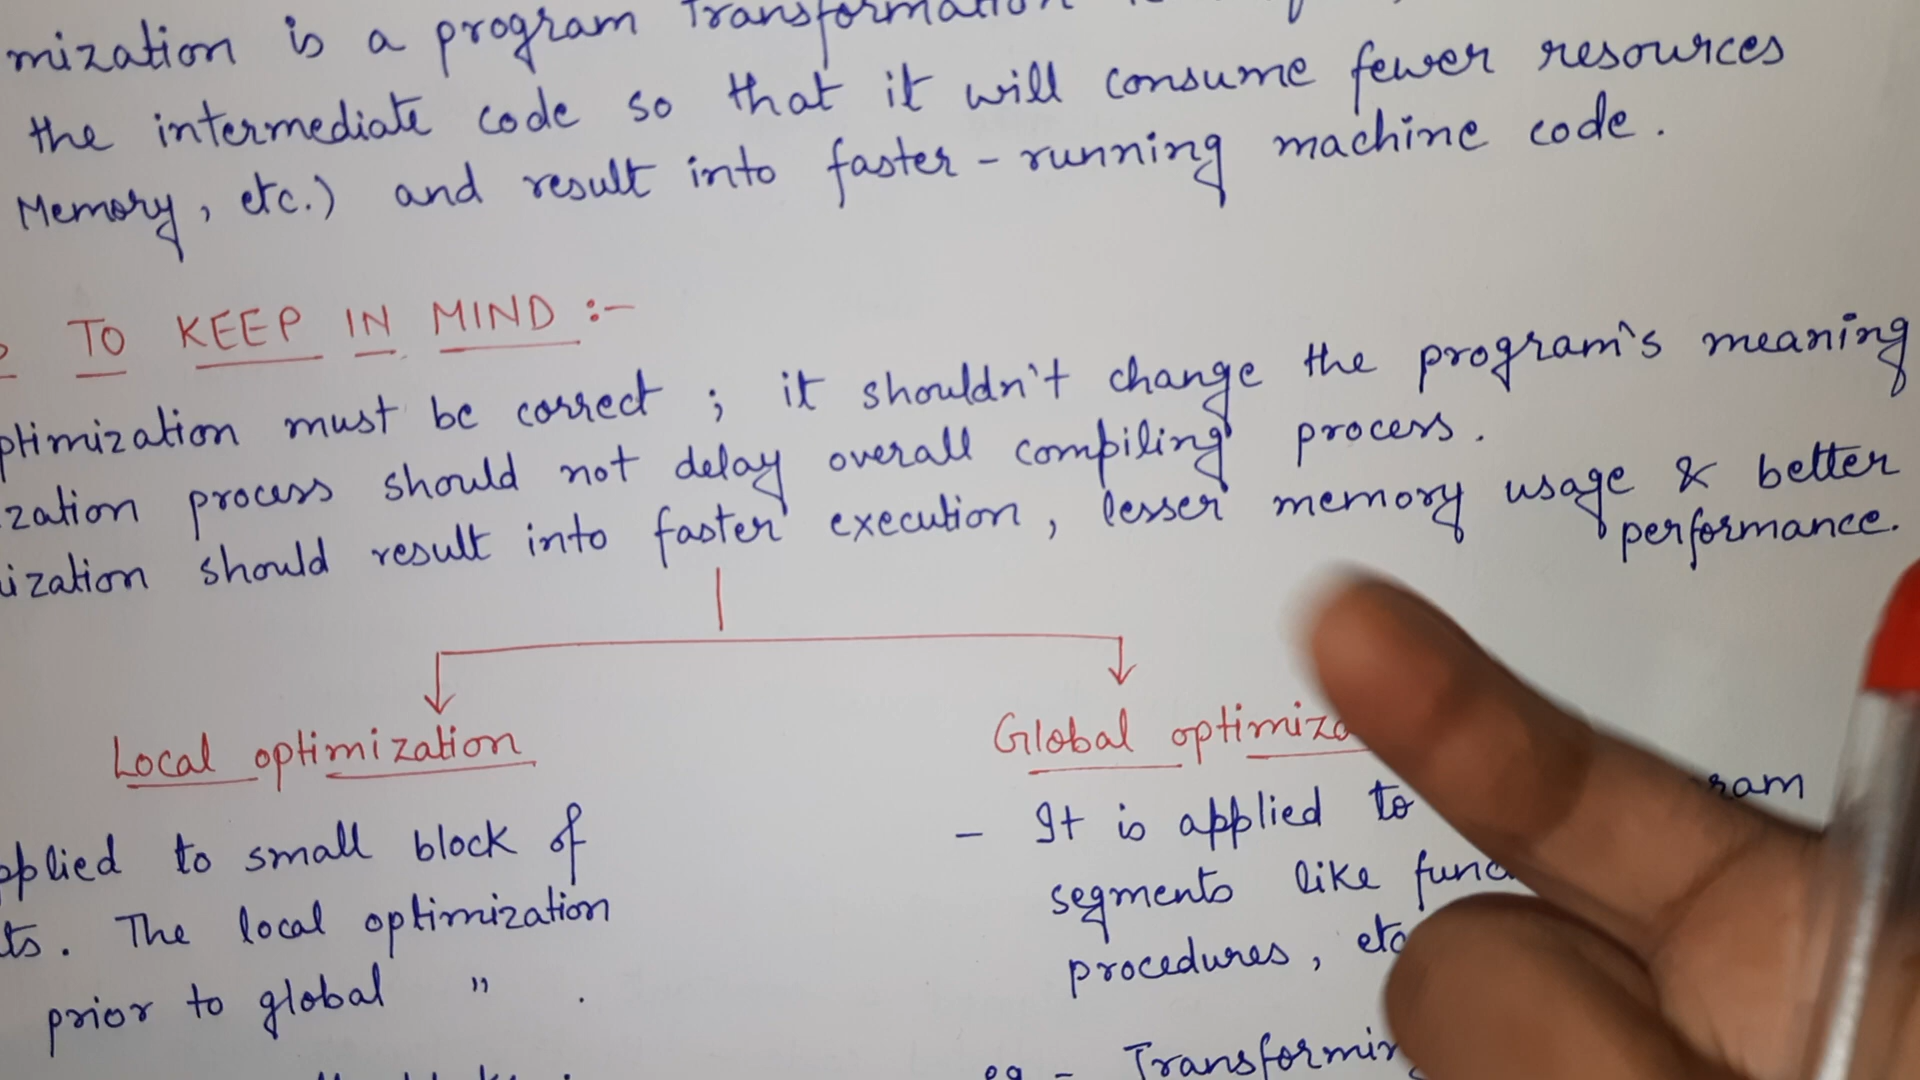 mization is a program Transformation
the intermediate code so that it will consume fewer resources
Memory, etc.) and result into faster - running machine code.
TO KEEP IN MIND :-
ptimization must be correct ; it shouldn't change the program's meaning
zation process should not delay overall compiling process.
ization should result into faster execution, lesser memory usage & better
performance.
Local optimization
Global optimiza
pplied to small block of
ts. The local optimization
prior to global " .
- It is applied to ram
segments like func
procedures, etc
eg - Transformin